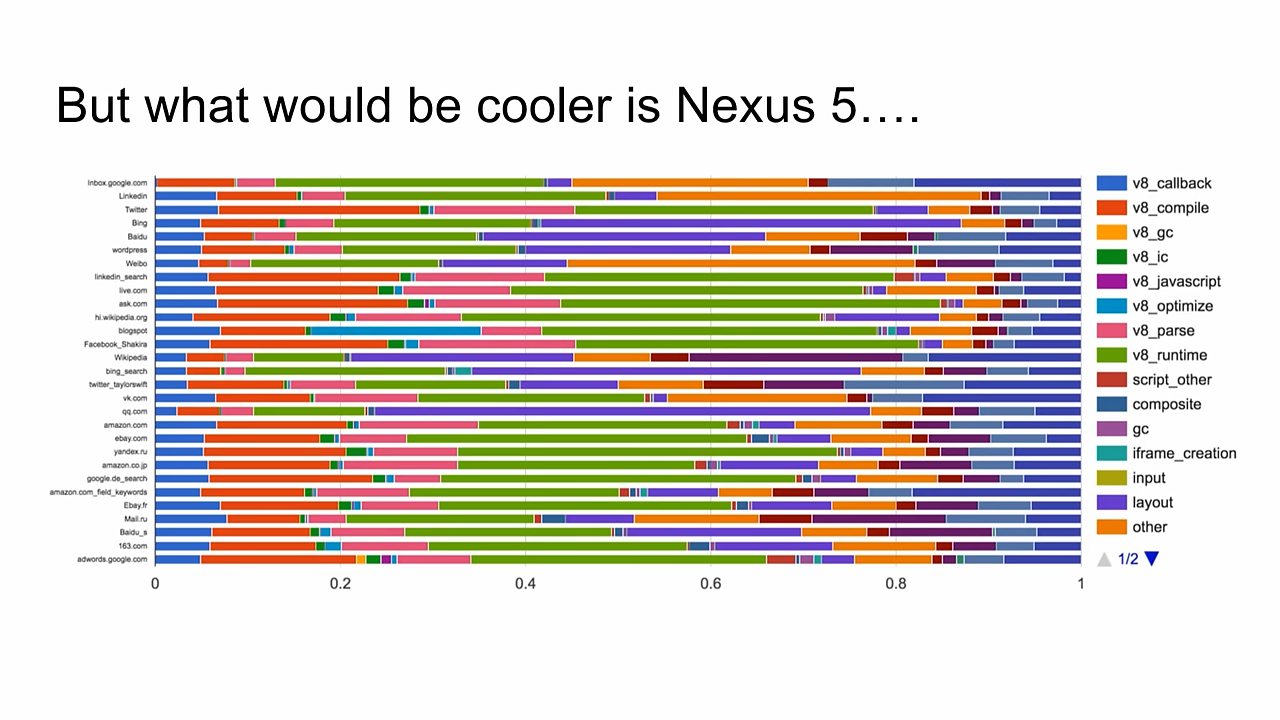 But what would be cooler is Nexus 5....
Inbox.google.com
Linkedin
Twitter
Bing
Baidu
wordpress
Weibo
linkedin_search
live.com
ask.com
hi.wikipedia.org
blogspot
Facebook_Shakira
Wikipedia
bing_search
twitter_taylorswift
vk.com
qq.com
amazon.com
ebay.com
yandex.ru
amazon.co.jp
google.de_search
amazon.com_field_keywords
Ebay.fr
Mail.ru
Baidu_s
163.com
adwords.google.com
0 0.2 0.4 0.6 0.8 1
v8_callback
v8_compile
v8_gc
v8_ic
v8_javascript
v8_optimize
v8_parse
v8_runtime
script_other
composite
gc
iframe_creation
input
layout
other
1/2